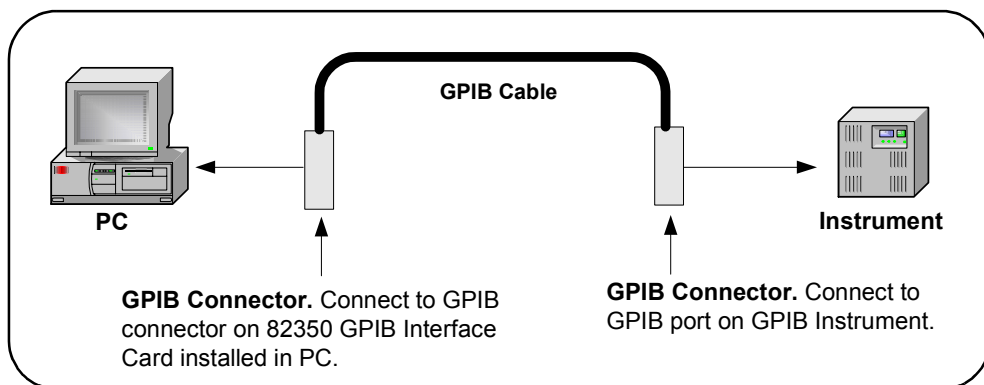 GPIB Cable
PC
Instrument
GPIB Connector. Connect to GPIB
connector on 82350 GPIB Interface
Card installed in PC.
GPIB Connector. Connect to
GPIB port on GPIB Instrument.